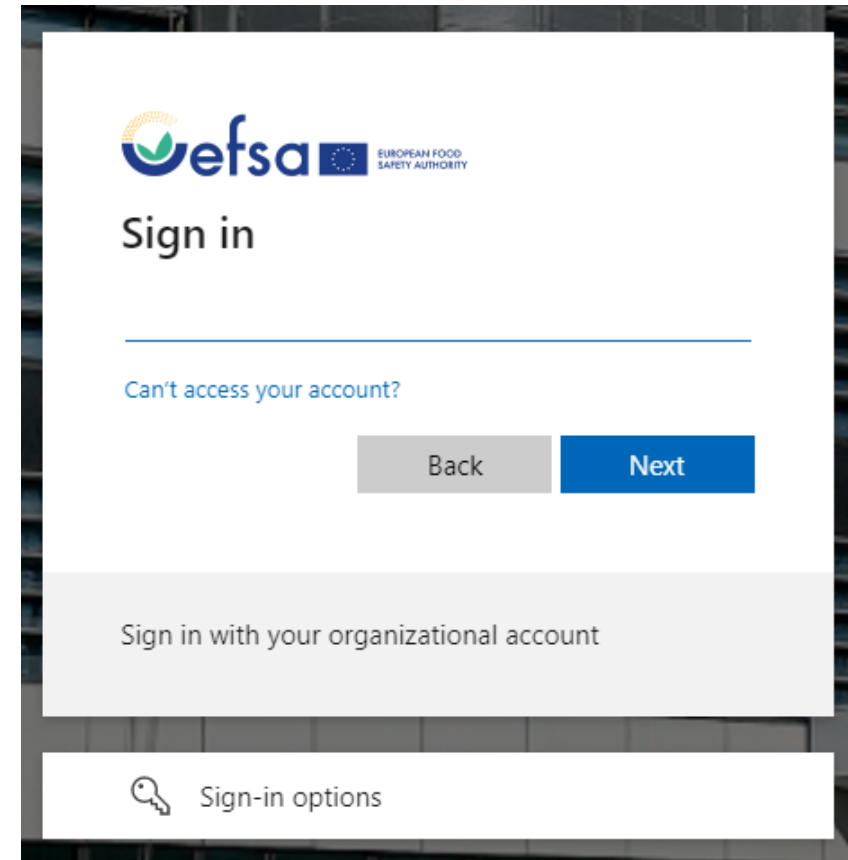 efsa
EUROPEAN FOOD
SAFETY AUTHORITY
Sign in
Can't access your account?
Back
Next
Sign in with your organizational account
Sign-in options